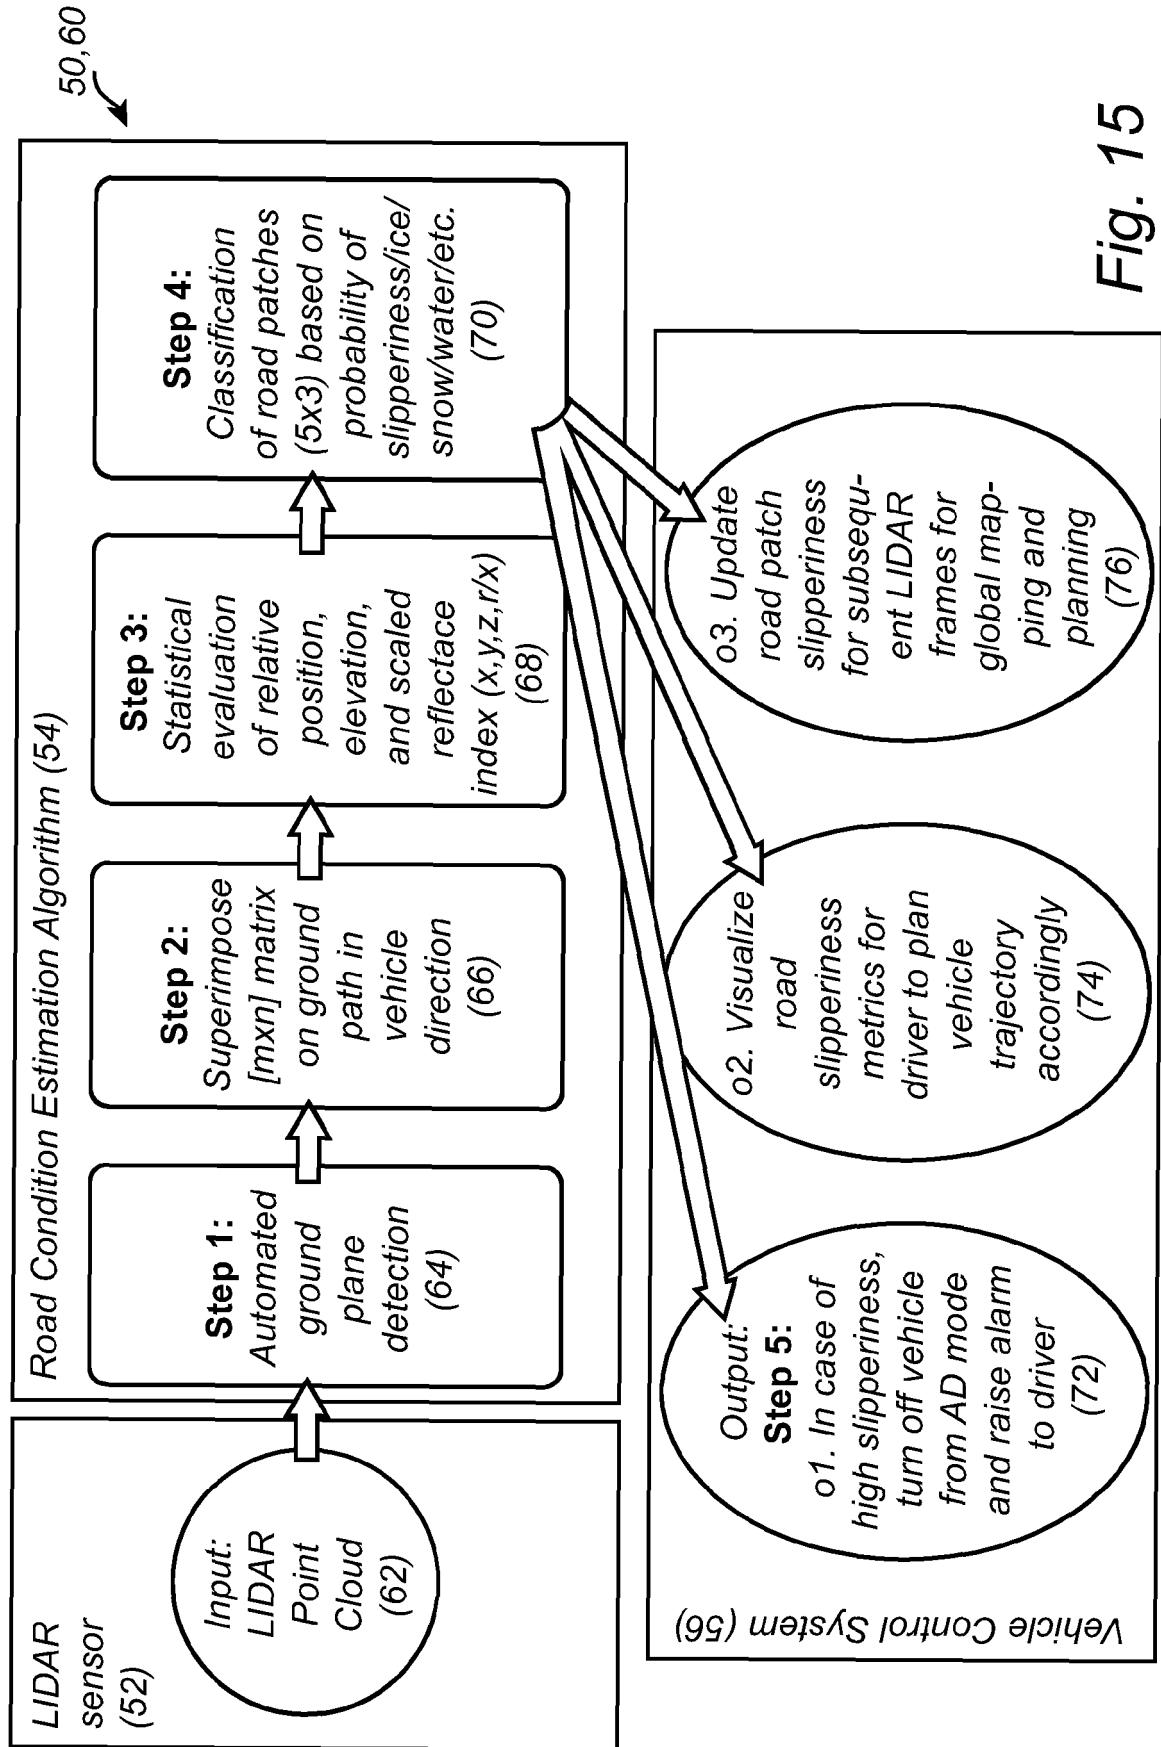 50,60
LIDAR
sensor
(52)
Input:
LIDAR
Point
Cloud
(62)
Road Condition Estimation Algorithm (54)
Step 1:
Automated
ground
plane
detection
(64)
Step 2:
Superimpose
[mxn] matrix
on ground
path in
vehicle
direction
(66)
Step 3:
Statistical
evaluation
of relative
position,
elevation,
and scaled
reflectace
index (x,y,z,r/x)
(68)
Step 4:
Classification
of road patches
(5x3) based on
probability of
slipperiness/ice/
snow/water/etc.
(70)
Vehicle Control System (56)
Output:
Step 5:
o1. In case of
high slipperiness,
turn off vehicle
from AD mode
and raise alarm
to driver
(72)
o2. Visualize
road
slipperiness
metrics for
driver to plan
vehicle
trajectory
accordingly
(74)
o3. Update
road patch
slipperiness
for subsequ-
ent LIDAR
frames for
global map-
ping and
planning
(76)
Fig. 15